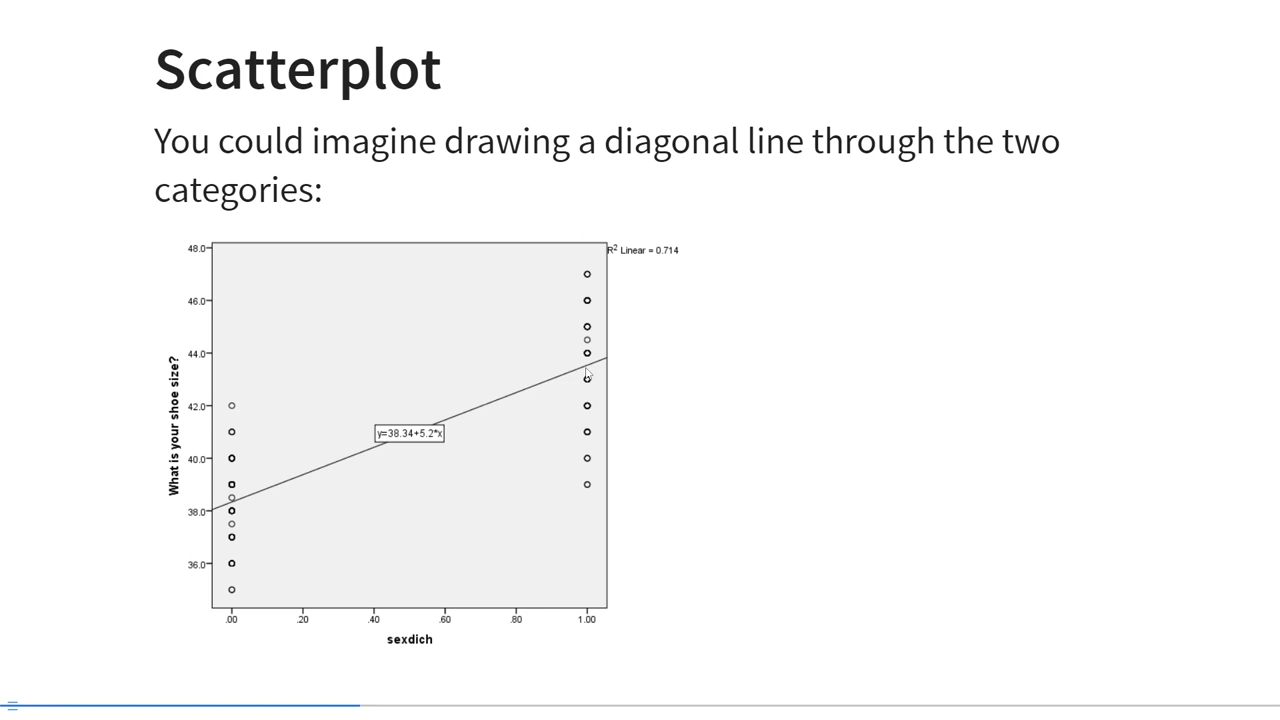 Scatterplot
You could imagine drawing a diagonal line through the two
categories:
R² Linear = 0.714
48.0
46.0
44.0
42.0
40.0
38.0
36.0
What is your shoe size?
y=38.34+5.2*x
.00 .20 .40 .60 .80 1.00
sexdich